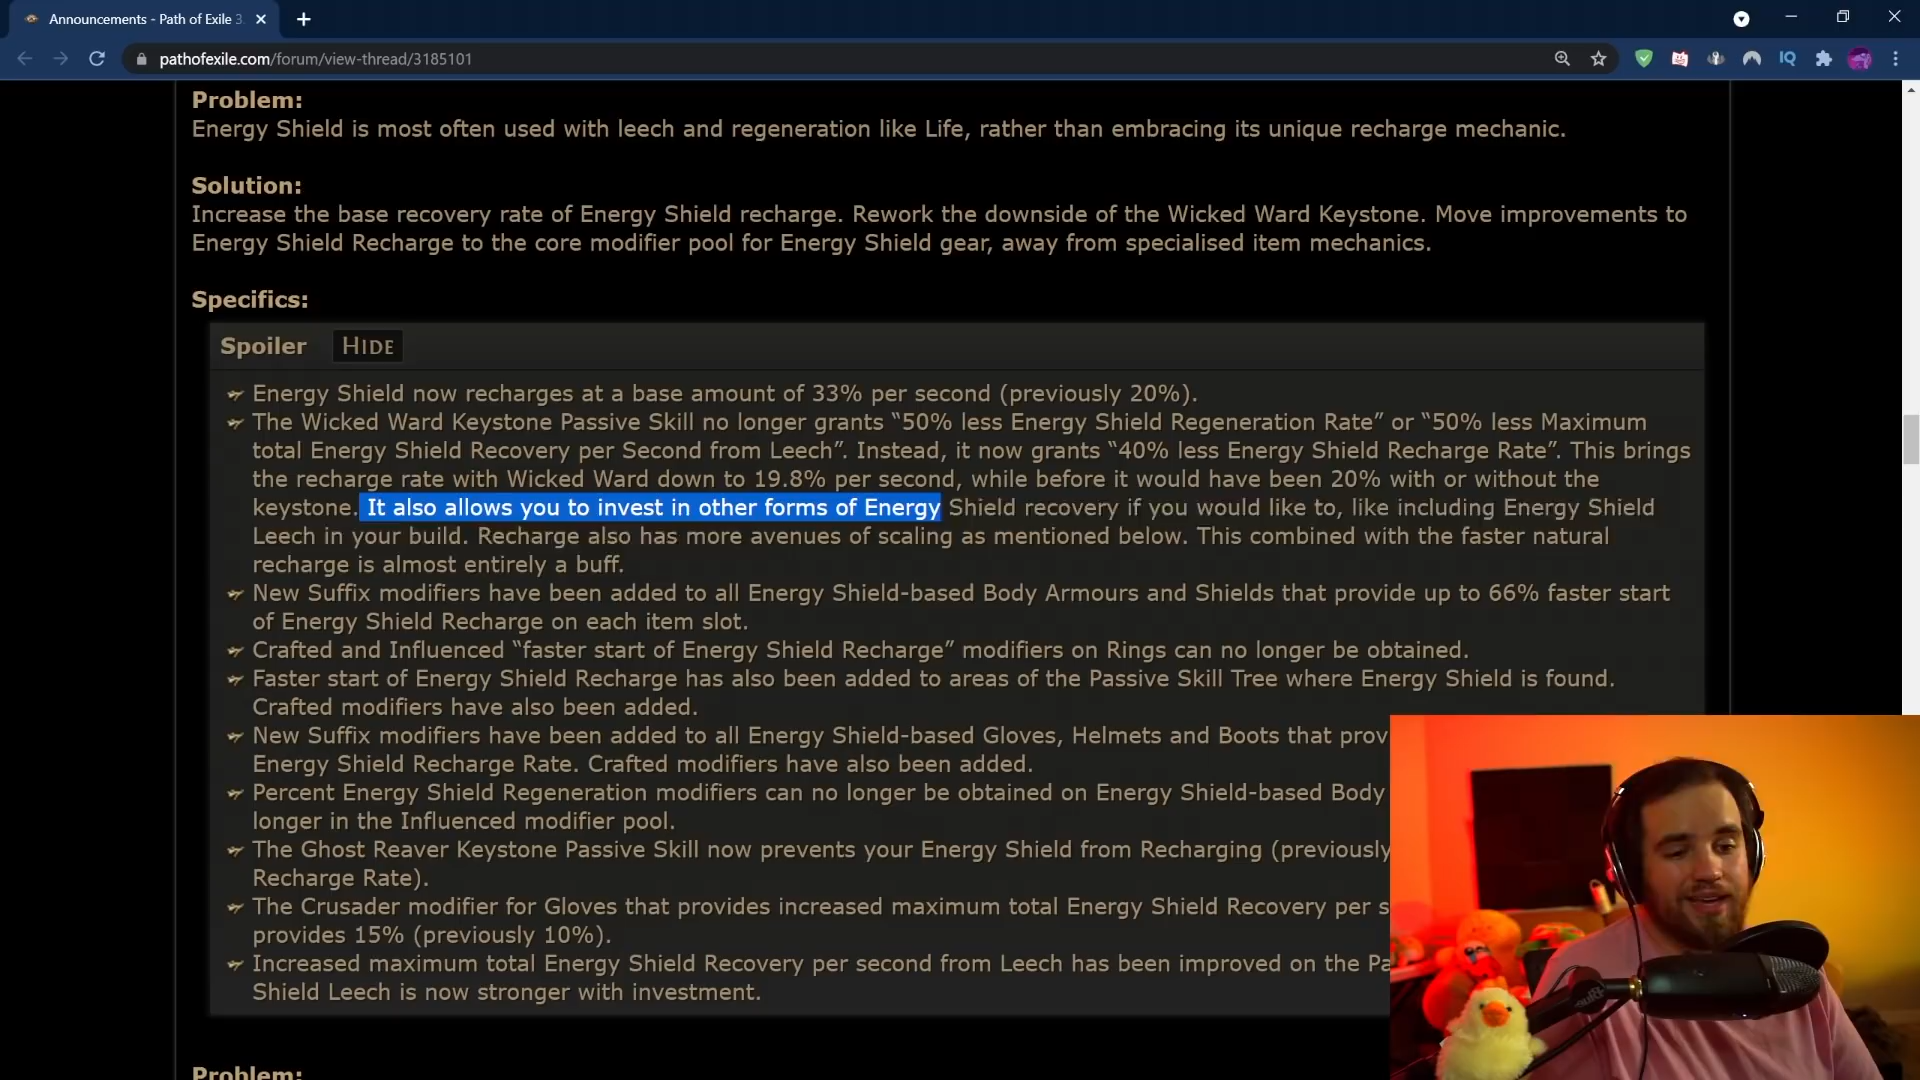 Announcements - Path of Exile 3
pathofexile.com/forum/view-thread/3185101
IQ
Problem:
Energy Shield is most often used with leech and regeneration like Life, rather than embracing its unique recharge mechanic.
Solution:
Increase the base recovery rate of Energy Shield recharge. Rework the downside of the Wicked Ward Keystone. Move improvements to
Energy Shield Recharge to the core modifier pool for Energy Shield gear, away from specialised item mechanics.
Specifics:
Spoiler HIDE
Energy Shield now recharges at a base amount of 33% per second (previously 20%).
The Wicked Ward Keystone Passive Skill no longer grants “50% less Energy Shield Regeneration Rate” or “50% less Maximum
total Energy Shield Recovery per Second from Leech”. Instead, it now grants “40% less Energy Shield Recharge Rate”. This brings
the recharge rate with Wicked Ward down to 19.8% per second, while before it would have been 20% with or without the
keystone. It also allows you to invest in other forms of Energy Shield recovery if you would like to, like including Energy Shield
Leech in your build. Recharge also has more avenues of scaling as mentioned below. This combined with the faster natural
recharge is almost entirely a buff.
New Suffix modifiers have been added to all Energy Shield-based Body Armours and Shields that provide up to 66% faster start
of Energy Shield Recharge on each item slot.
Crafted and Influenced “faster start of Energy Shield Recharge” modifiers on Rings can no longer be obtained.
Faster start of Energy Shield Recharge has also been added to areas of the Passive Skill Tree where Energy Shield is found.
Crafted modifiers have also been added.
New Suffix modifiers have been added to all Energy Shield-based Gloves, Helmets and Boots that prov
Energy Shield Recharge Rate. Crafted modifiers have also been added.
Percent Energy Shield Regeneration modifiers can no longer be obtained on Energy Shield-based Body
longer in the Influenced modifier pool.
The Ghost Reaver Keystone Passive Skill now prevents your Energy Shield from Recharging (previously
Recharge Rate).
The Crusader modifier for Gloves that provides increased maximum total Energy Shield Recovery per s
provides 15% (previously 10%).
Increased maximum total Energy Shield Recovery per second from Leech has been improved on the Pa
Shield Leech is now stronger with investment.
Problem: